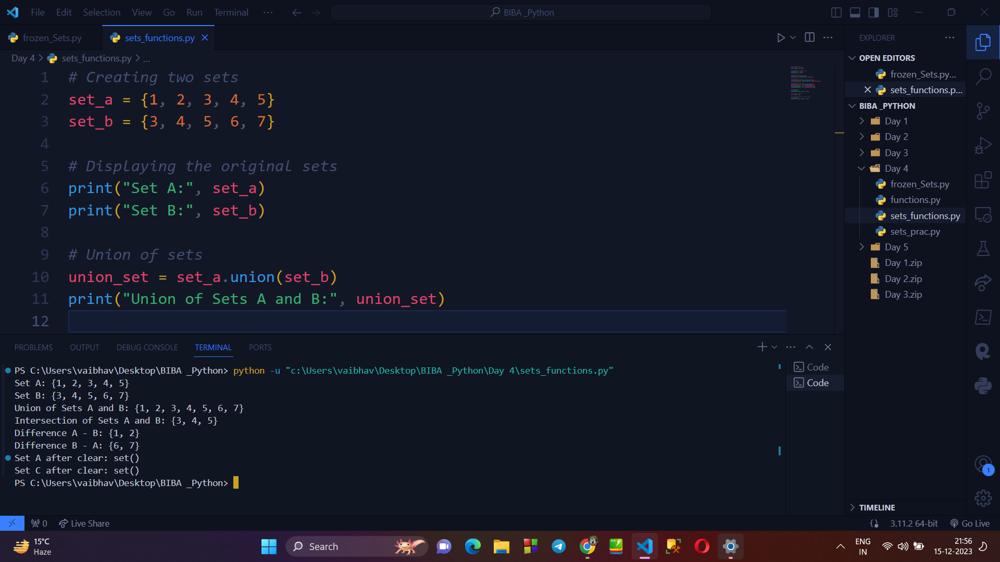 File Edit Selection View Go Run Terminal ··· BIBA _Python
frozen_Sets.py sets_functions.py
Day 4 > sets_functions.py > ...
1 # Creating two sets
2 set_a = {1, 2, 3, 4, 5}
3 set_b = {3, 4, 5, 6, 7}
4
5 # Displaying the original sets
6 print("Set A:", set_a)
7 print("Set B:", set_b)
8
9 # Union of sets
10 union_set = set_a.union(set_b)
11 print("Union of Sets A and B:", union_set)
12
PROBLEMS OUTPUT DEBUG CONSOLE TERMINAL PORTS
PS C:\Users\vaibhav\Desktop\BIBA _Python> python -u "c:\Users\vaibhav\Desktop\BIBA _Python\Day 4\sets_functions.py"
Set A: {1, 2, 3, 4, 5}
Set B: {3, 4, 5, 6, 7}
Union of Sets A and B: {1, 2, 3, 4, 5, 6, 7}
Intersection of Sets A and B: {3, 4, 5}
Difference A - B: {1, 2}
Difference B - A: {6, 7}
Set A after clear: set()
Set C after clear: set()
PS C:\Users\vaibhav\Desktop\BIBA _Python>
Code
Code
EXPLORER
OPEN EDITORS
frozen_Sets.py...
sets_functions.p...
BIBA _PYTHON
Day 1
Day 2
Day 3
Day 4
frozen_Sets.py
functions.py
sets_functions.py
sets_prac.py
Day 5
Day 1.zip
Day 2.zip
Day 3.zip
TIMELINE
1
0 Live Share 3.11.2 64-bit Go Live
15°C
Haze
Search
ENG
IN
21:56
15-12-2023